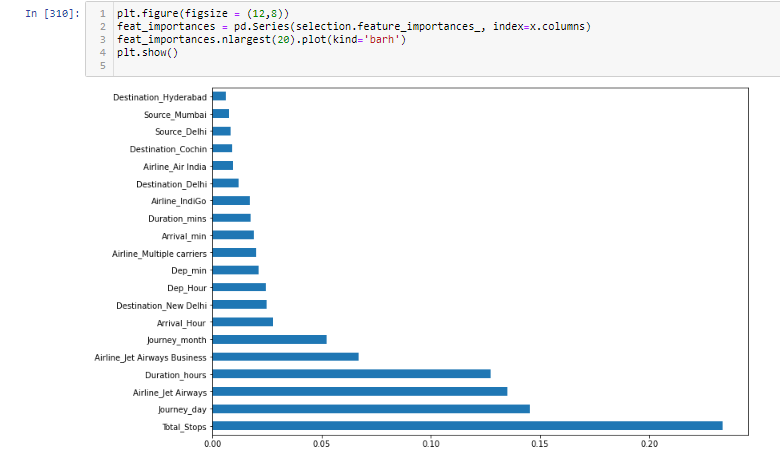 In [310]:
1 plt.figure(figsize = (12,8))
2 feat_importances = pd.Series(selection.feature_importances_, index=x.columns)
3 feat_importances.nlargest(20).plot(kind='barh')
4 plt.show()
5
Destination_Hyderabad
Source_Mumbai
Source_Delhi
Destination_Cochin
Airline_Air India
Destination_Delhi
Airline_IndiGo
Duration_mins
Arrival_min
Airline_Multiple carriers
Dep_min
Dep_Hour
Destination_New Delhi
Arrival_Hour
Journey_month
Airline_Jet Airways Business
Duration_hours
Airline_Jet Airways
Journey_day
Total_Stops
0.00 0.05 0.10 0.15 0.20